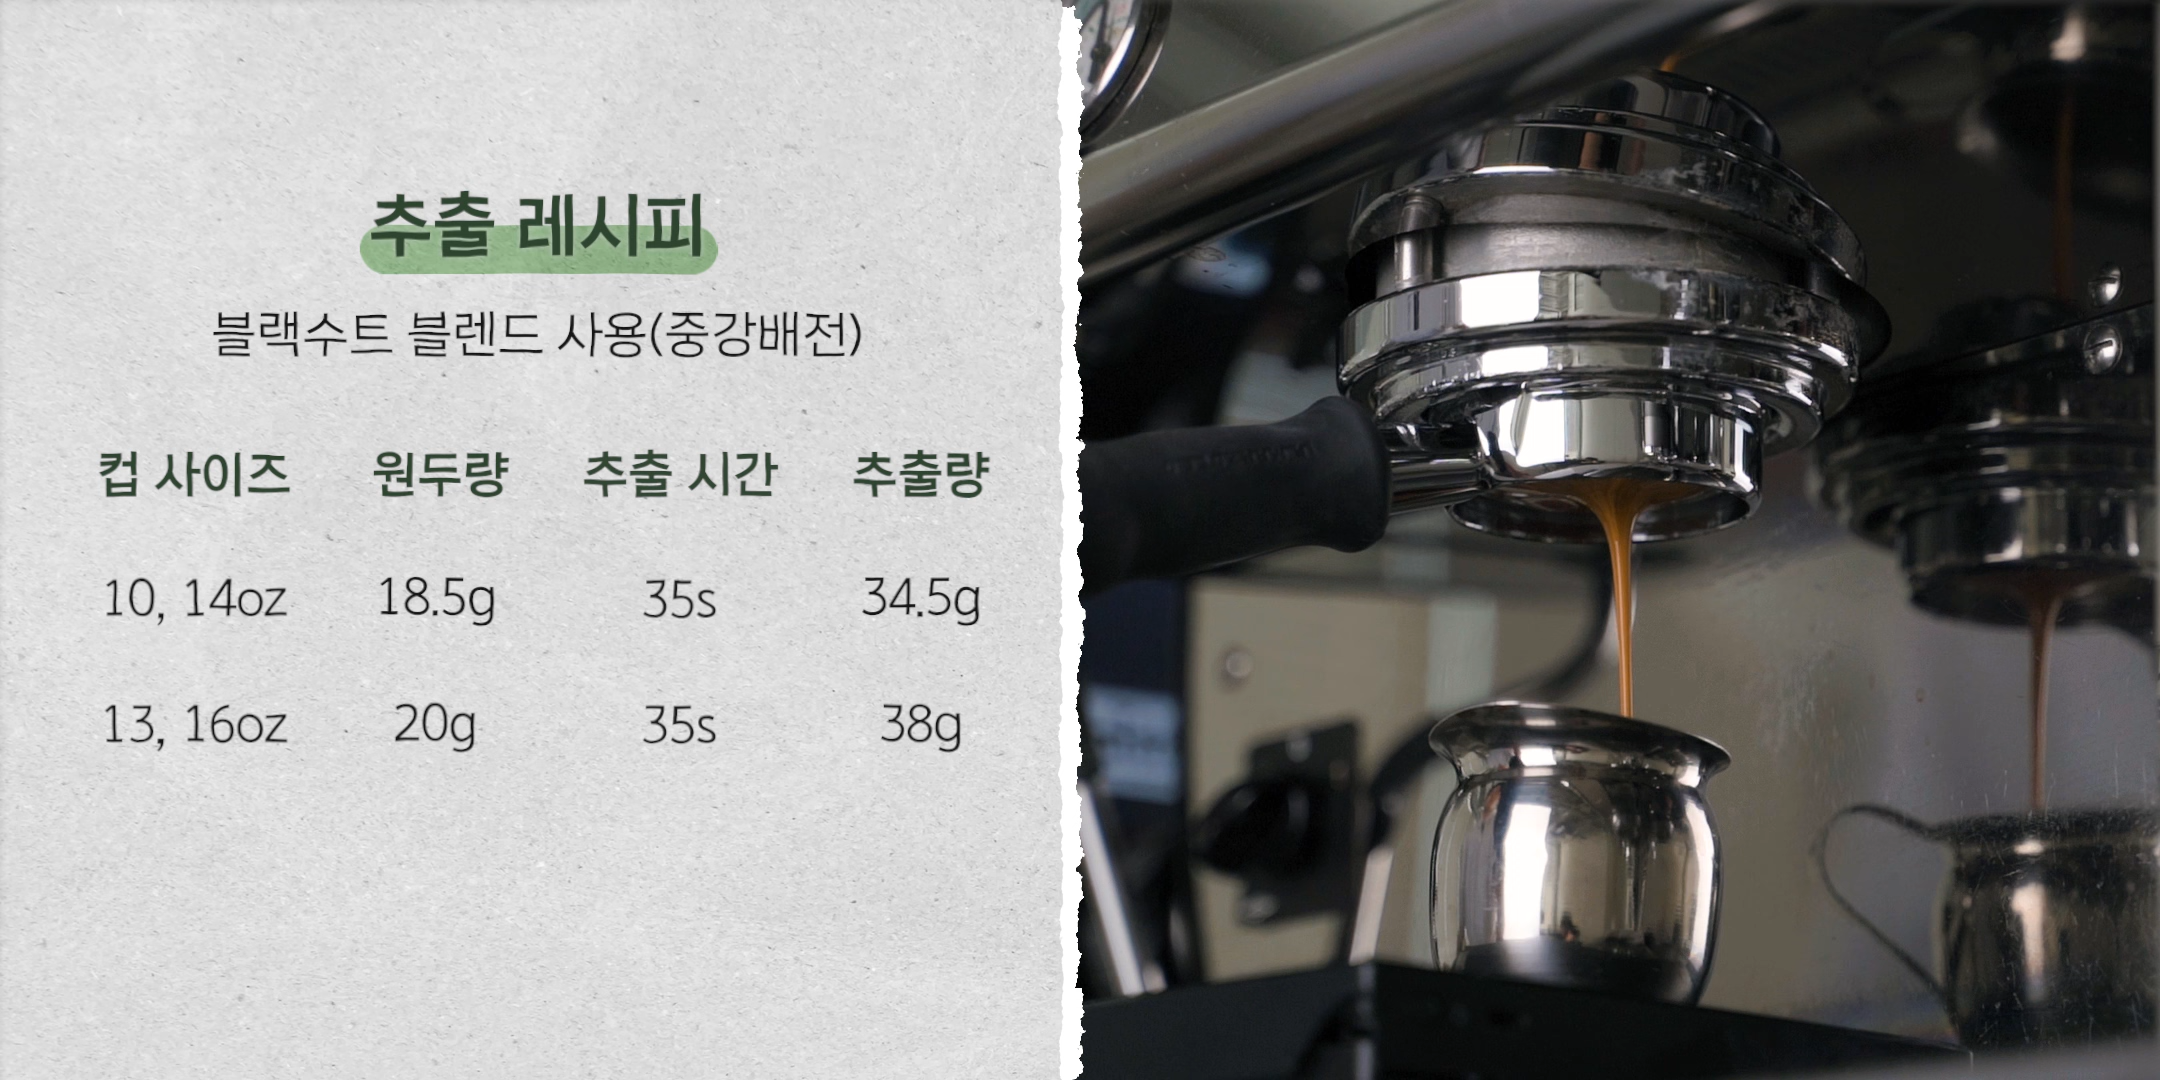 추출 레시피
블랙수트 블렌드 사용(중강배전)
컵 사이즈 원두량 추출 시간 추출량
10, 14oz 18.5g 35s 34.5g
13, 16oz 20g 35s 38g